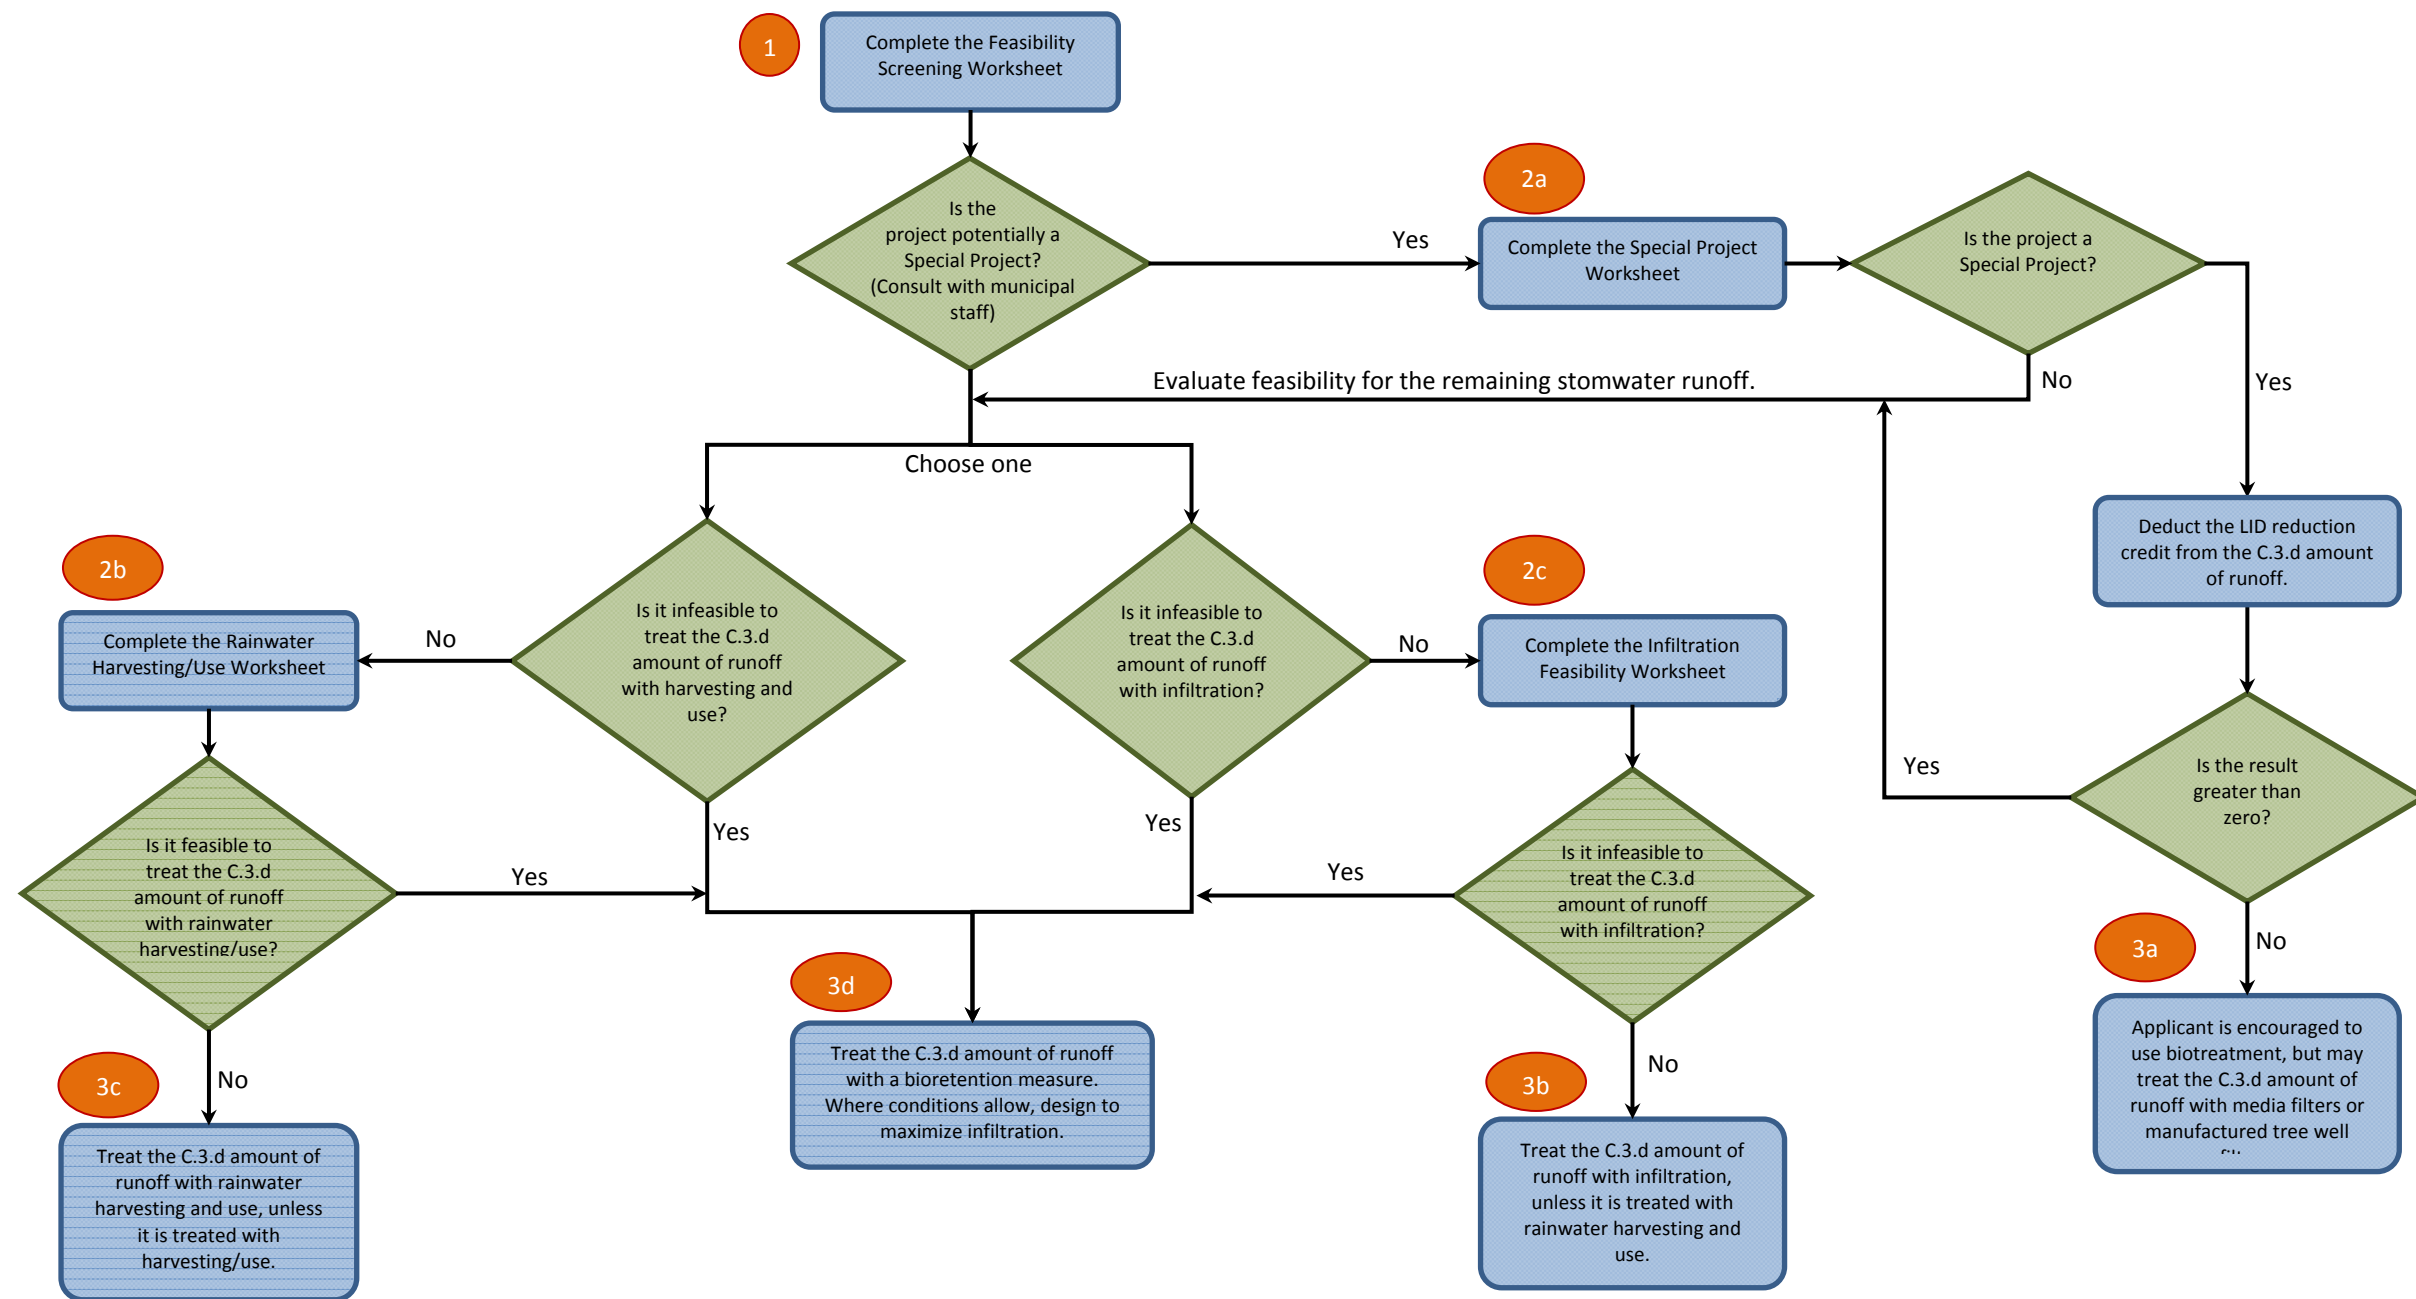 1
Complete the Feasibility
Screening Worksheet
Is the
project potentially a
Special Project?
(Consult with municipal
staff)
Yes
2a
Complete the Special Project
Worksheet
Is the project a
Special Project?
No
Yes
Evaluate feasibility for the remaining stomwater runoff.
Choose one
Deduct the LID reduction
credit from the C.3.d amount
of runoff.
2b
Complete the Rainwater
Harvesting/Use Worksheet
No
Is it infeasible to
treat the C.3.d
amount of runoff
with harvesting and
use?
Is it infeasible to
treat the C.3.d
amount of runoff
with infiltration?
No
2c
Complete the Infiltration
Feasibility Worksheet
Yes
Is the result
greater than
zero?
Is it feasible to
treat the C.3.d
amount of runoff
with rainwater
harvesting/use?
Yes
Yes
Yes
Yes
Is it infeasible to
treat the C.3.d
amount of runoff
with infiltration?
No
3a
Applicant is encouraged to
use biotreatment, but may
treat the C.3.d amount of
runoff with media filters or
manufactured tree well
3d
Treat the C.3.d amount of runoff
with a bioretention measure.
Where conditions allow, design to
maximize infiltration.
No
3c
Treat the C.3.d amount of
runoff with rainwater
harvesting and use, unless
it is treated with
harvesting/use.
No
3b
Treat the C.3.d amount of
runoff with infiltration,
unless it is treated with
rainwater harvesting and
use.